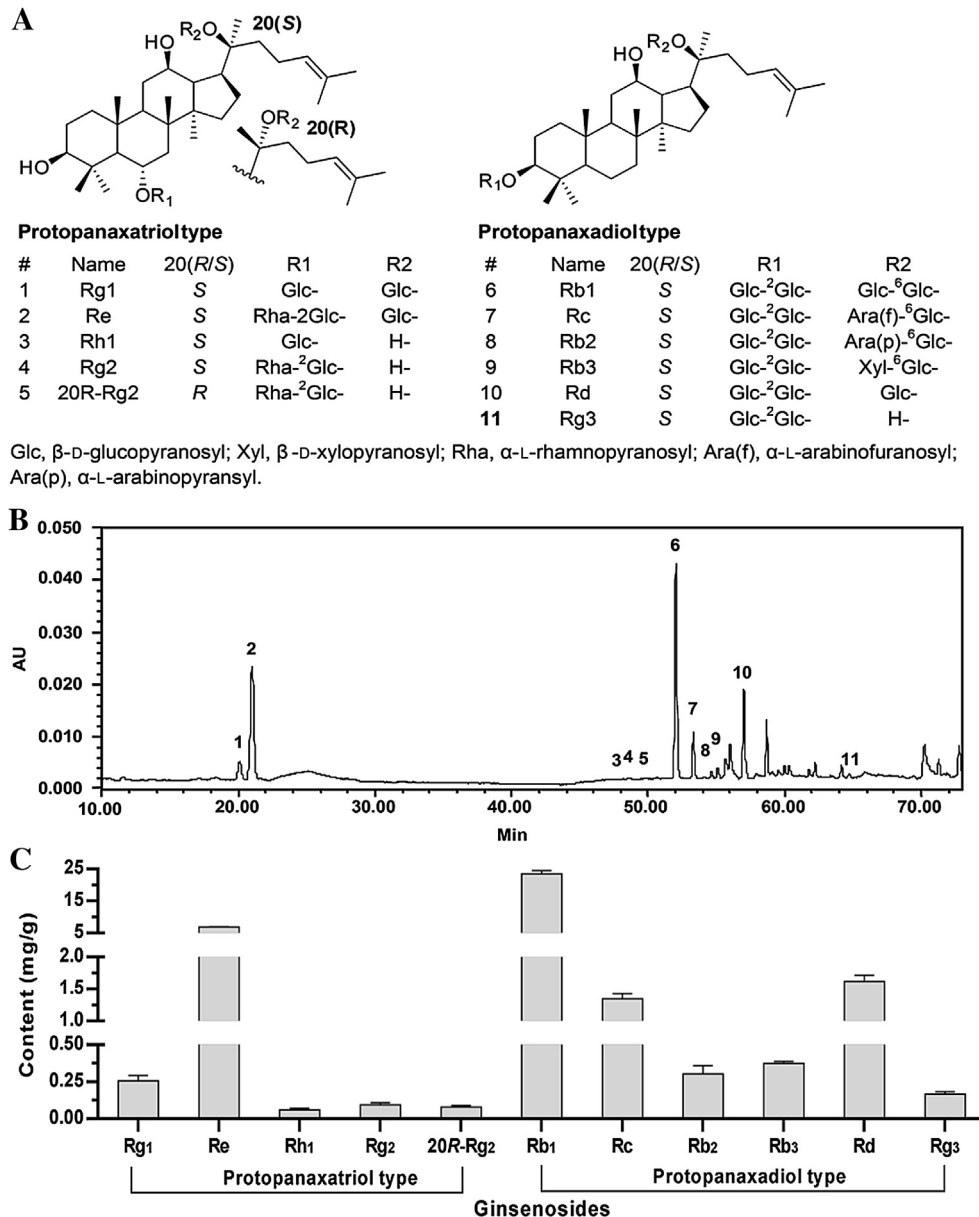 A
20(S)
R2O
HO
OR2
20(R)
HO
OR1
R2O
HO
R1O
Protopanaxatriol type
# Name 20(R/S) R1 R2
1 Rg1 S Glc- Glc-
2 Re S Rha-2Glc- Glc-
3 Rh1 S Glc- H-
4 Rg2 S Rha-²Glc- H-
5 20R-Rg2 R Rha-²Glc- H-
Protopanaxadiol type
# Name 20(R/S) R1 R2
6 Rb1 S Glc-²Glc- Glc-⁶Glc-
7 Rc S Glc-²Glc- Ara(f)-⁶Glc-
8 Rb2 S Glc-²Glc- Ara(p)-⁶Glc-
9 Rb3 S Glc-²Glc- Xyl-⁶Glc-
10 Rd S Glc-²Glc- Glc-
11 Rg3 S Glc-²Glc- H-
Glc, β-D-glucopyranosyl; Xyl, β-D-xylopyranosyl; Rha, α-L-rhamnopyranosyl; Ara(f), α-L-arabinofuranosyl;
Ara(p), α-L-arabinopyransyl.
B
0.050
0.040
0.030
0.020
0.010
0.000
AU
1 2 3 4 5 6 7 8 9 10 11
10.00 20.00 30.00 40.00 50.00 60.00 70.00
Min
C
Content (mg/g)
25
15
5
2.0
1.5
1.0
0.50
0.25
0.00
Rg1 Re Rh1 Rg2 20R-Rg2 Rb1 Rc Rb2 Rb3 Rd Rg3
Protopanaxatriol type Protopanaxadiol type
Ginsenosides